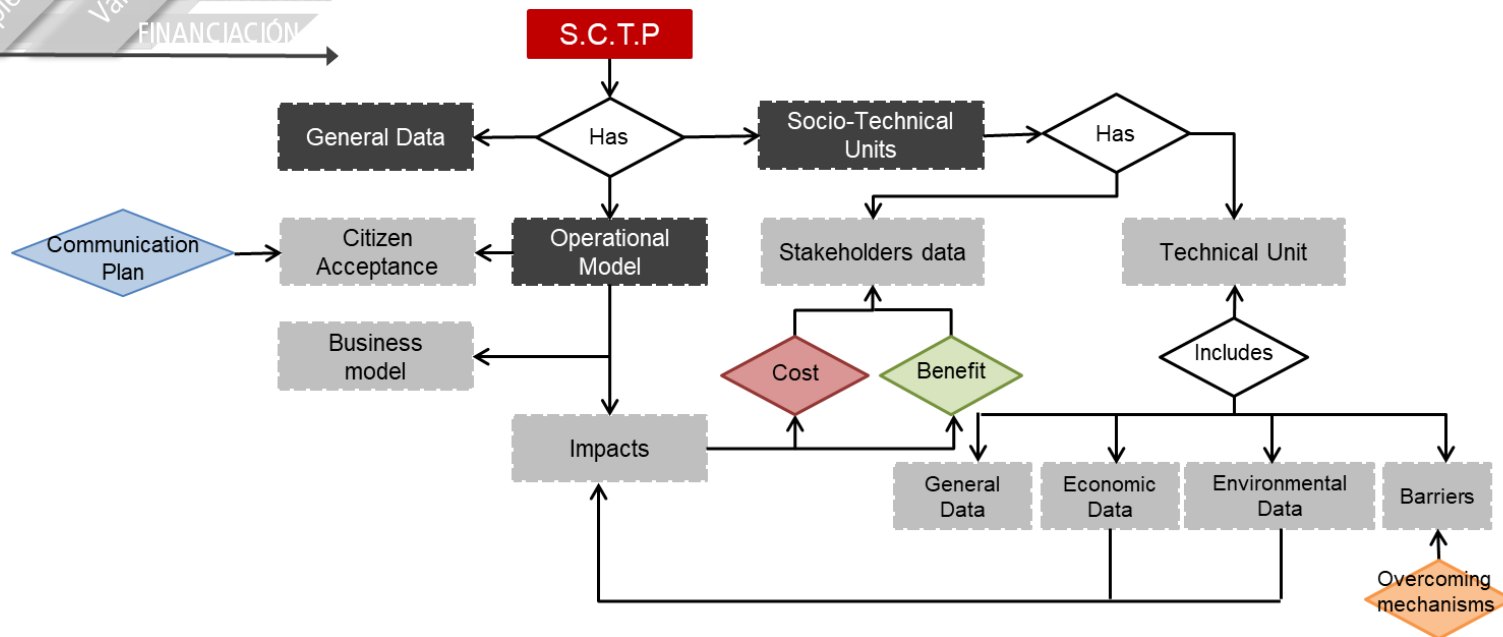 FINANCIACIÓN
S.C.T.P
General Data
Has
Socio-Technical
Units
Has
Communication
Plan
Citizen
Acceptance
Operational
Model
Stakeholders data
Technical Unit
Business
model
Cost
Benefit
Includes
Impacts
General
Data
Economic
Data
Environmental
Data
Barriers
Overcoming
mechanisms